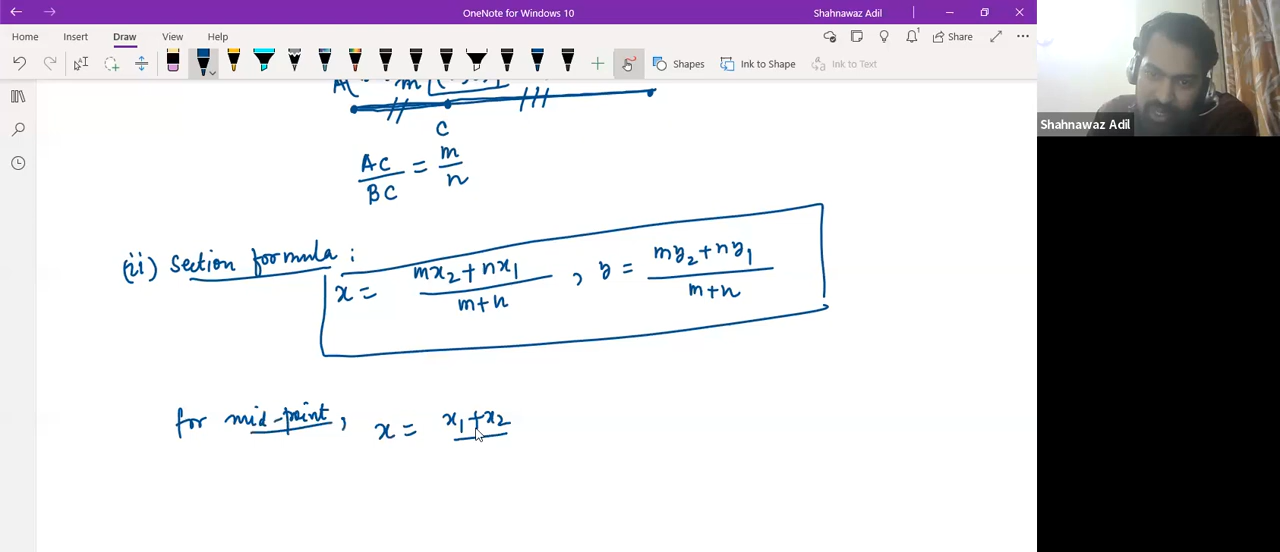 OneNote for Windows 10
Shahnawaz Adil
Home Insert Draw View Help
Share
Shapes
Ink to Shape
Ink to Text
Shahnawaz Adil
m
C
AC/BC = m/n
(ii) Section formula :
x = (mx₂+nx₁)/(m+n) , y = (my₂+ny₁)/(m+n)
for mid-point, x = x₁+x₂